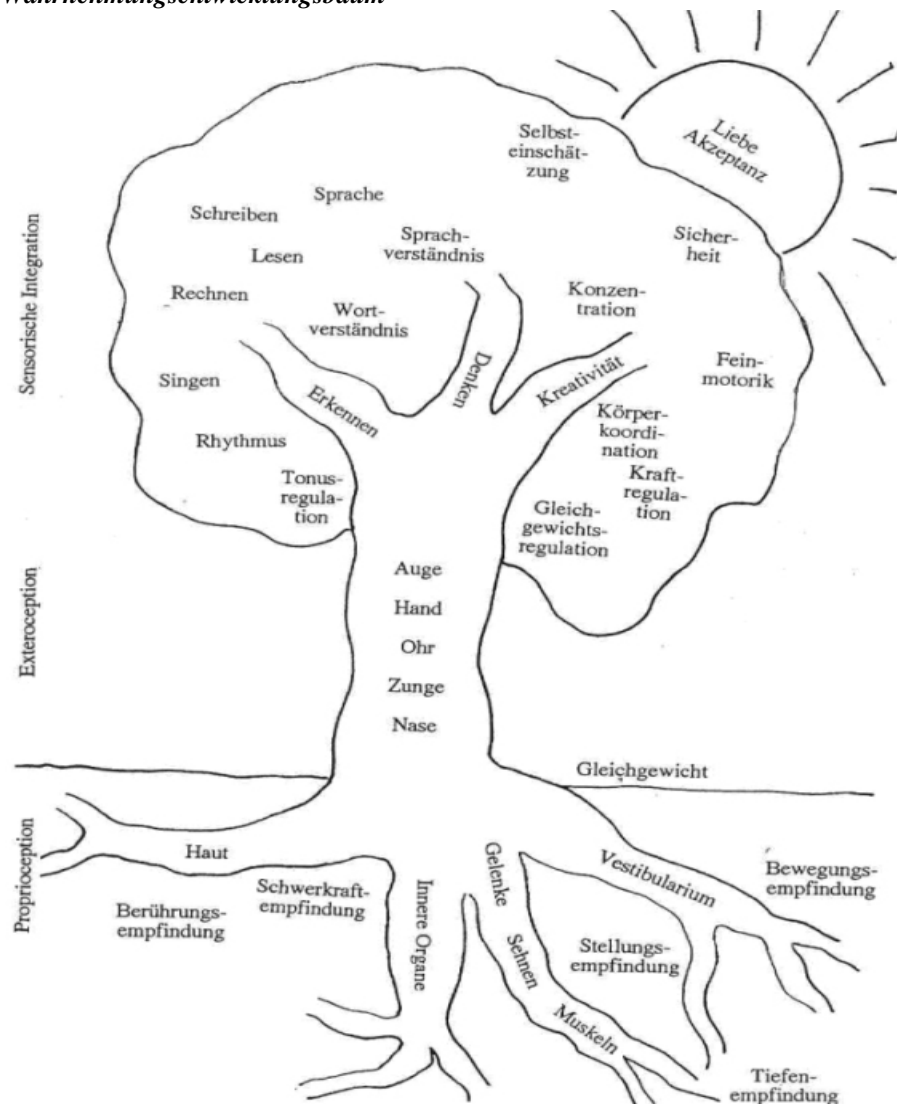 Wahrnehmungsentwicklungsbaum
Liebe
Akzeptanz
Selbst-
einschät-
zung
Sprache
Schreiben
Sprach-
verständnis
Sicher-
heit
Lesen
Rechnen
Konzen-
tration
Wort-
verständnis
Denken
Kreativität
Fein-
motorik
Singen
Erkennen
Körper-
koordi-
nation
Rhythmus
Kraft-
regula-
tion
Tonus-
regula-
tion
Gleich-
gewichts-
regulation
Sensorische Integration
Auge
Hand
Ohr
Zunge
Nase
Exteroception
Gleichgewicht
Haut
Gelenke
Vestibularium
Bewegungs-
empfindung
Schwerkraft-
empfindung
Berührungs-
empfindung
Innere Organe
Sehnen
Stellungs-
empfindung
Muskeln
Tiefen-
empfindung
Proprioception